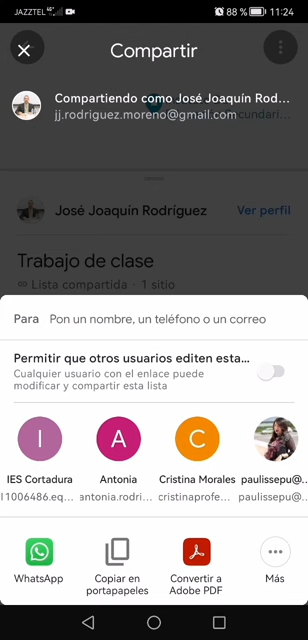 JAZZTEL 4G 88 % 11:24
Compartir
Compartiendo como José Joaquín Rod...
jj.rodriguez.moreno@gmail.com
José Joaquín Rodríguez Ver perfil
Trabajo de clase
Lista compartida · 1 sitio
Para Pon un nombre, un teléfono o un correo
Permitir que otros usuarios editen esta...
Cualquier usuario con el enlace puede
modificar y compartir esta lista
I A C
IES Cortadura Antonia Cristina Morales paulissepu@...
11006486.eq... antonia.rodri... cristinaprofe... paulissepu@...
WhatsApp Copiar en Convertir a Más
portapapeles Adobe PDF